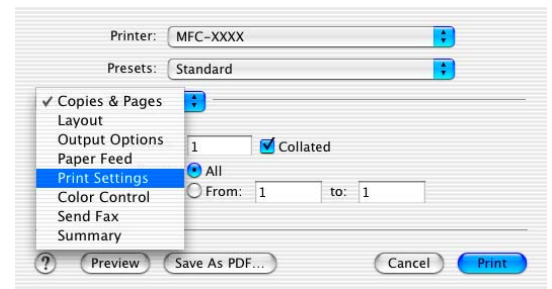 Printer: MFC-XXXX
Presets: Standard
✓ Copies & Pages
Layout
Output Options
Paper Feed
Print Settings
Color Control
Send Fax
Summary
1 Collated
All
From: 1 to: 1
? Preview Save As PDF... Cancel Print